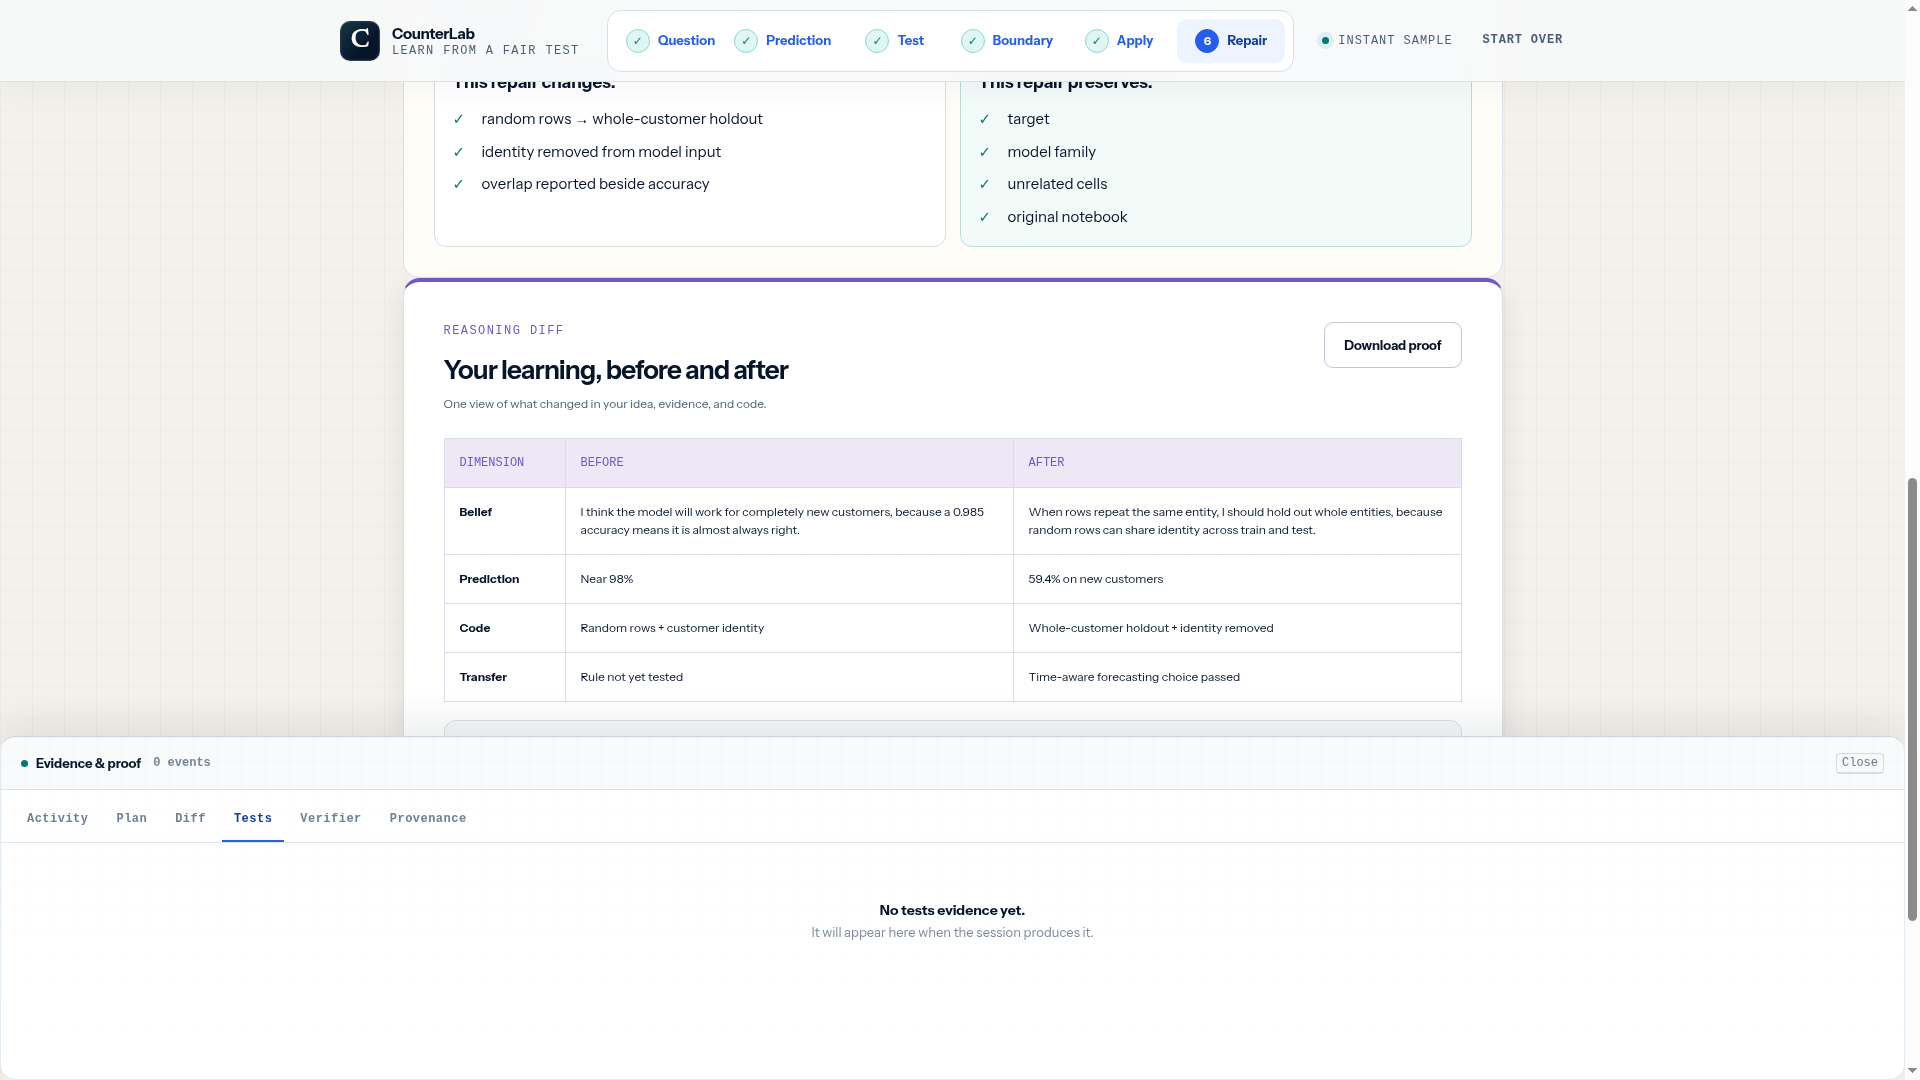 C CounterLab
LEARN FROM A FAIR TEST
✓ Question ✓ Prediction ✓ Test ✓ Boundary ✓ Apply 6 Repair
INSTANT SAMPLE
START OVER
This repair changes:
✓ random rows → whole-customer holdout
✓ identity removed from model input
✓ overlap reported beside accuracy
This repair preserves:
✓ target
✓ model family
✓ unrelated cells
✓ original notebook
REASONING DIFF
Your learning, before and after
One view of what changed in your idea, evidence, and code.
Download proof
DIMENSION BEFORE AFTER
Belief
I think the model will work for completely new customers, because a 0.985
accuracy means it is almost always right.
When rows repeat the same entity, I should hold out whole entities, because
random rows can share identity across train and test.
Prediction Near 98% 59.4% on new customers
Code Random rows + customer identity Whole-customer holdout + identity removed
Transfer Rule not yet tested Time-aware forecasting choice passed
Evidence & proof 0 events
Close
Activity Plan Diff Tests Verifier Provenance
No tests evidence yet.
It will appear here when the session produces it.